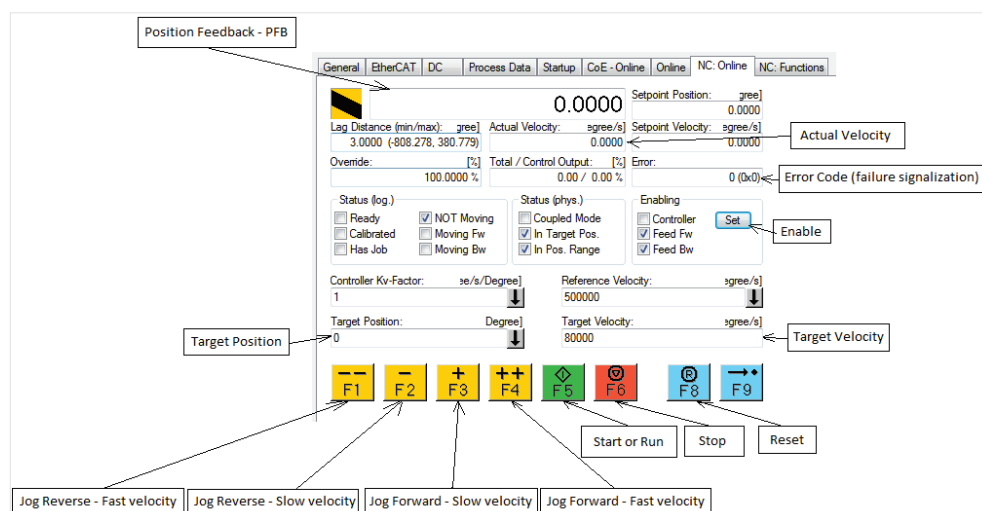 Position Feedback - PFB
General EtherCAT DC Process Data Startup CoE - Online Online NC: Online NC: Functions
0.0000
Setpoint Position: gree]
0.0000
Lag Distance (min/max): gree] Actual Velocity: egree/s] Setpoint Velocity: egree/s]
3.0000 (-808.278, 380.779) 0.0000 0.0000
Actual Velocity
Override: [%] Total / Control Output: [%] Error:
100.0000 % 0.00 / 0.00 % 0 (0x0)
Error Code (failure signalization)
Status (log.) Status (phys.) Enabling
Ready NOT Moving Coupled Mode Controller Set
Calibrated Moving Fw In Target Pos. Feed Fw
Has Job Moving Bw In Pos. Range Feed Bw
Enable
Controller Kv-Factor: ee/s/Degree] Reference Velocity: egree/s]
1 500000
Target Position: Degree] Target Velocity: egree/s]
0 80000
Target Position
Target Velocity
-- - + ++ I R
F1 F2 F3 F4 F5 F6 F8 F9
Start or Run Stop Reset
Jog Reverse - Fast velocity Jog Reverse - Slow velocity Jog Forward - Slow velocity Jog Forward - Fast velocity